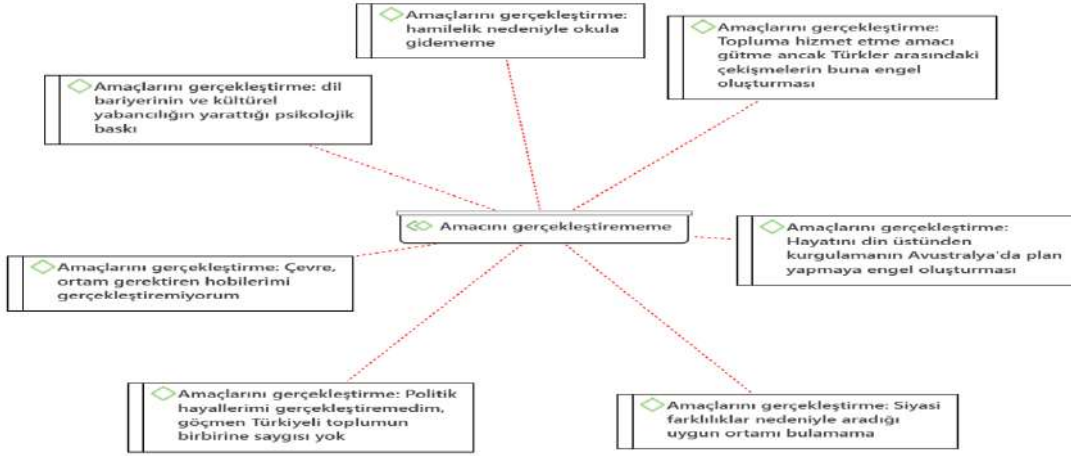 Amaçlarını gerçekleştirme:
hamilelik nedeniyle okula
gidememe
Amaçlarını gerçekleştirme:
Topluma hizmet etme amacı
gütme ancak Türkler arasındaki
çekişmelerin buna engel
oluşturması
Amaçlarını gerçekleştirme: dil
bariyerinin ve kültürel
yabancılığın yarattığı psikolojik
baskı
Amacını gerçekleştirememe
Amaçlarını gerçekleştirme:
Hayatını din üstünden
kurgulamanın Avustralya'da plan
yapmaya engel oluşturması
Amaçlarını gerçekleştirme: Çevre,
ortam gerektiren hobilerimi
gerçekleştiremiyorum
Amaçlarını gerçekleştirme: Politik
hayallerimi gerçekleştiremedim,
göçmen Türkiyeli toplumun
birbirine saygısı yok
Amaçlarını gerçekleştirme: Siyasi
farklılıklar nedeniyle aradığı
uygun ortamı bulamama